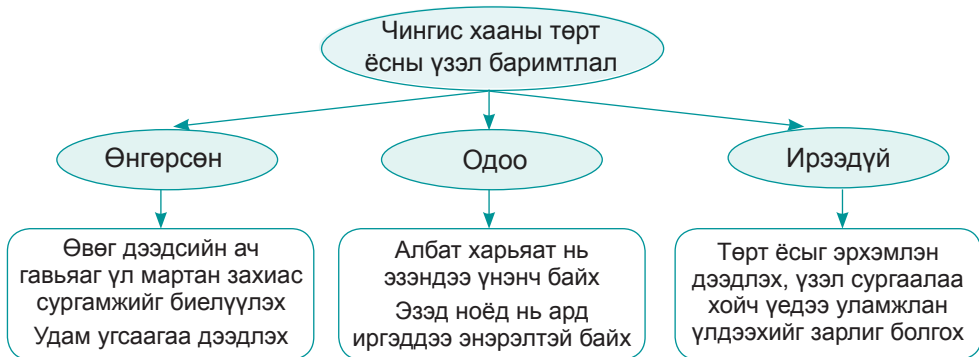 Чингис хааны төрт
ёсны үзэл баримтлал
Өнгөрсөн
Одоо
Ирээдүй
Өвөг дээдсийн ач
гавьяаг үл мартан захиас
сургамжийг биелүүлэх
Удам угсаагаа дээдлэх
Албат харьяат нь
эзэндээ үнэнч байх
Эзэд ноёд нь ард
иргэддээ энэрэлтэй байх
Төрт ёсыг эрхэмлэн
дээдлэх, үзэл сургаалаа
хойч үедээ уламжлан
үлдээхийг зарлиг болгох